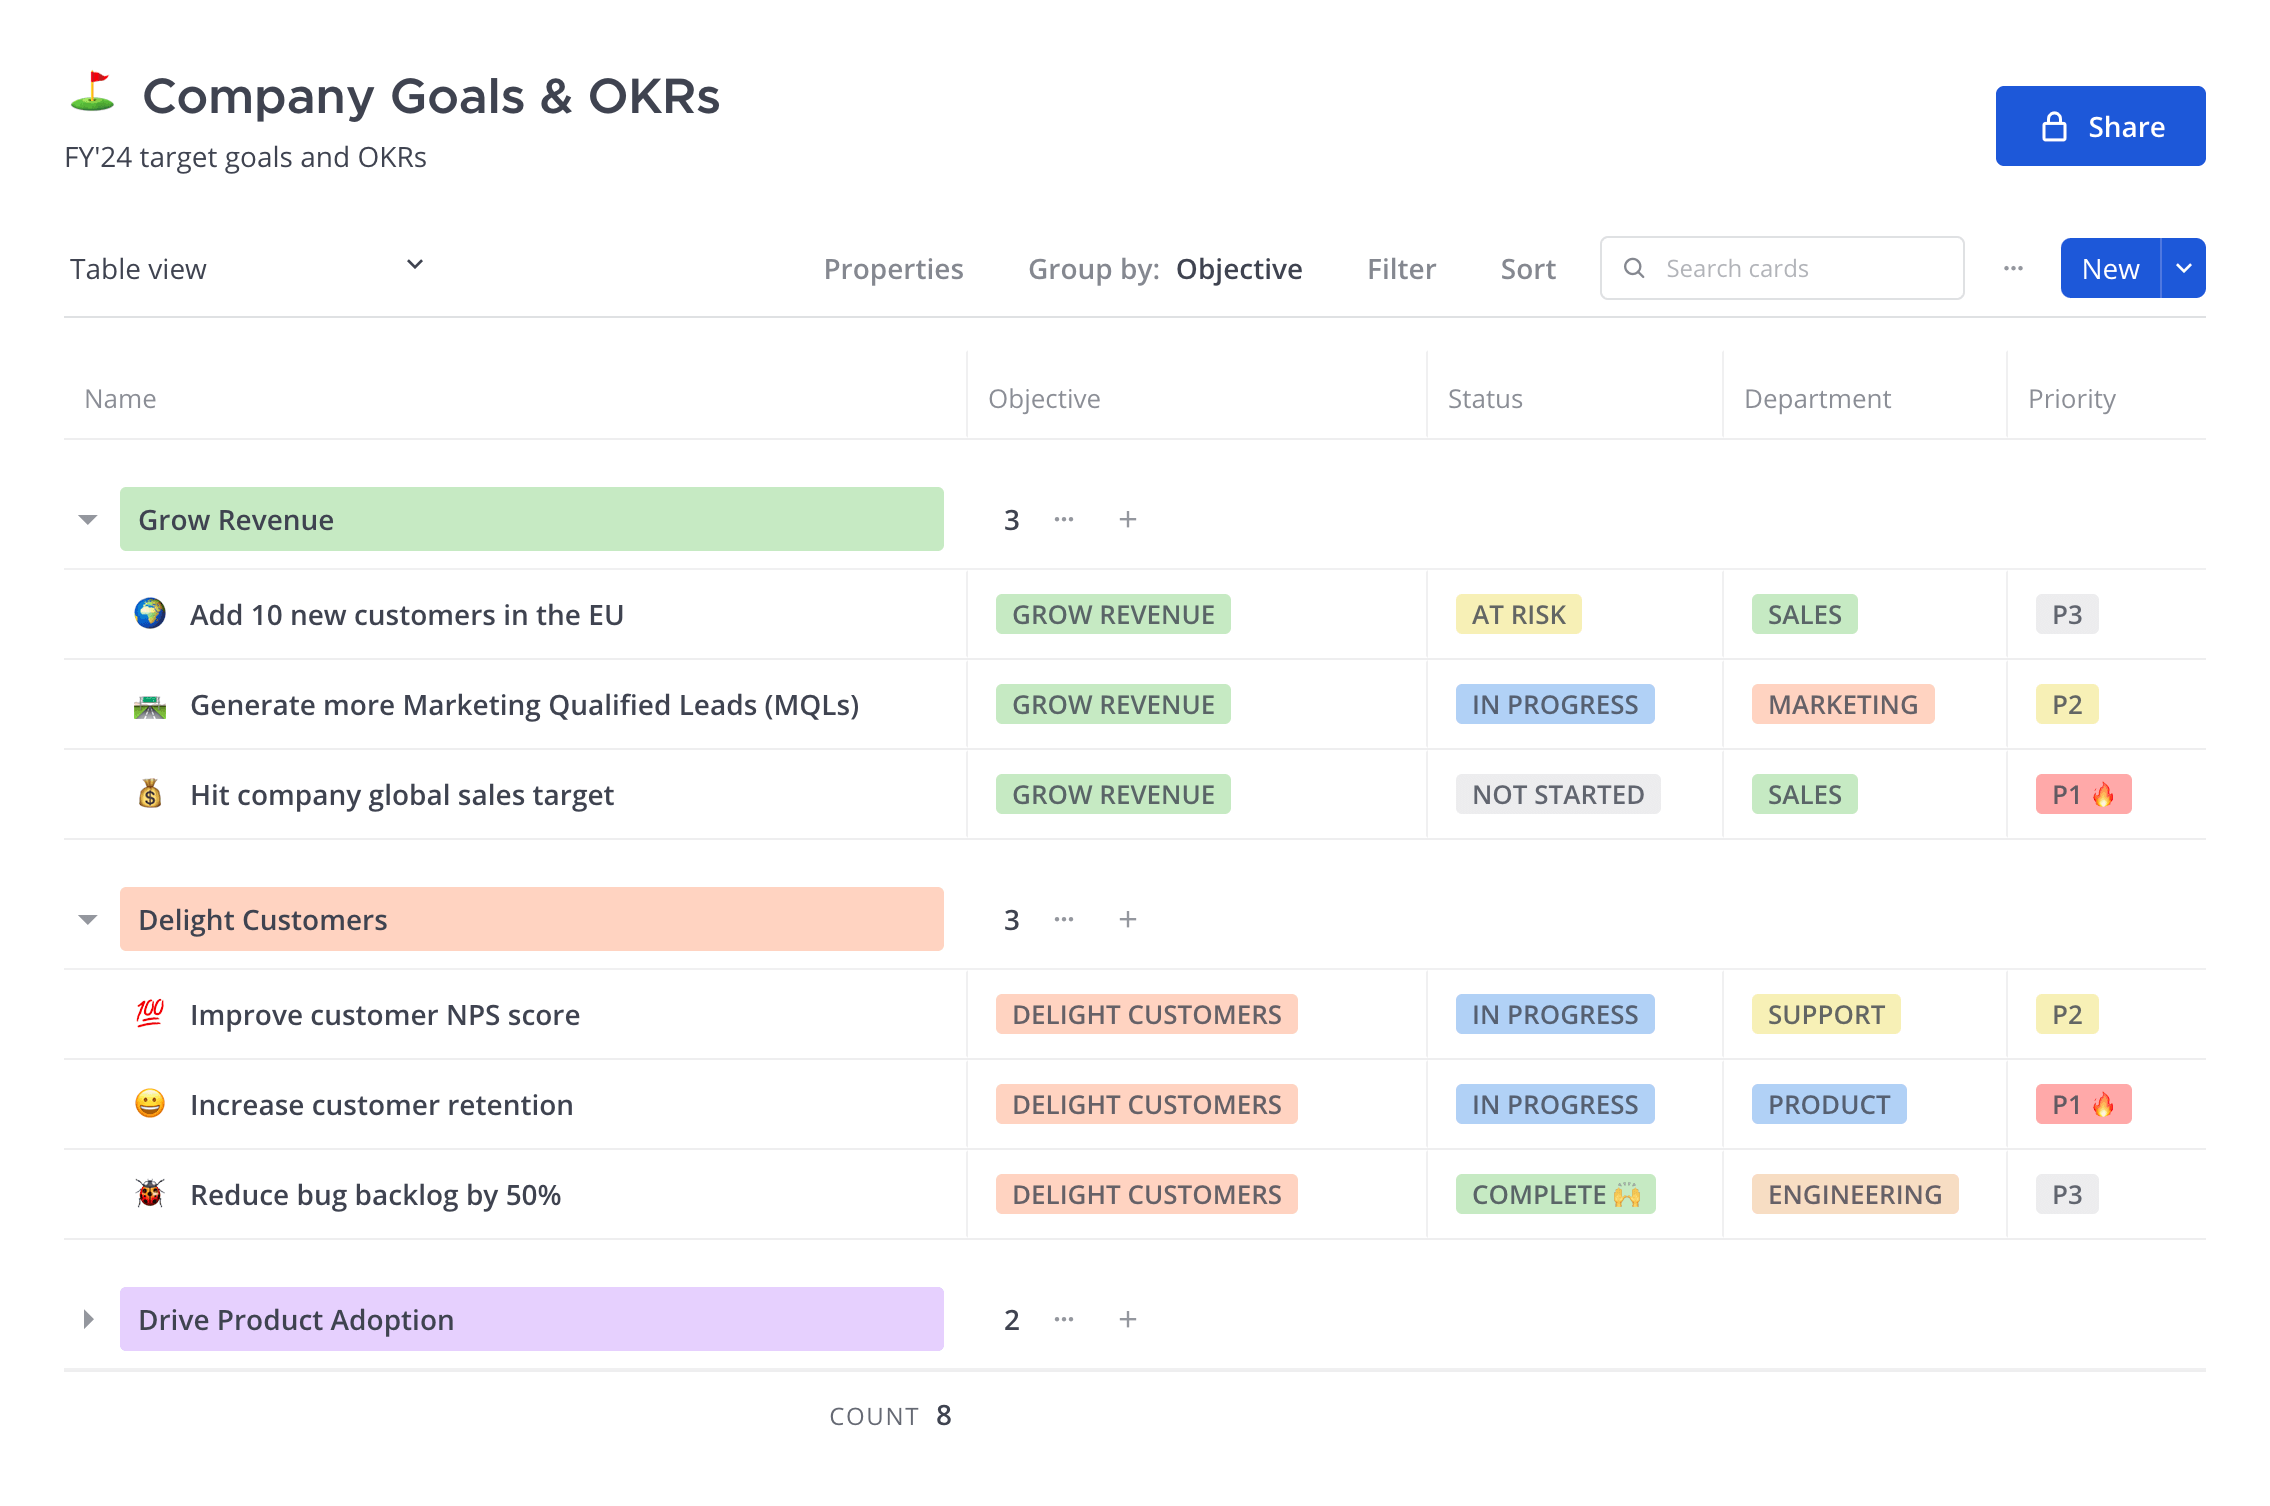 Company Goals & OKRs
FY'24 target goals and OKRs
Share
Table view Properties Group by: Objective Filter Sort Search cards New
Name Objective Status Department Priority
Grow Revenue 3
Add 10 new customers in the EU GROW REVENUE AT RISK SALES P3
Generate more Marketing Qualified Leads (MQLs) GROW REVENUE IN PROGRESS MARKETING P2
Hit company global sales target GROW REVENUE NOT STARTED SALES P1 🔥
Delight Customers 3
💯 Improve customer NPS score DELIGHT CUSTOMERS IN PROGRESS SUPPORT P2
Increase customer retention DELIGHT CUSTOMERS IN PROGRESS PRODUCT P1 🔥
Reduce bug backlog by 50% DELIGHT CUSTOMERS COMPLETE 🙌 ENGINEERING P3
Drive Product Adoption 2
COUNT 8